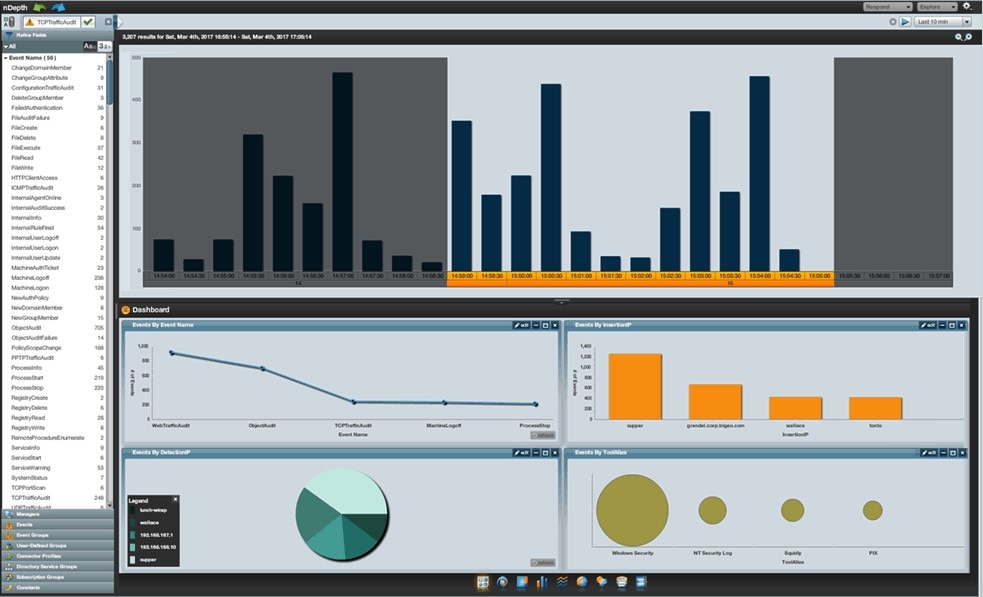 nDepth
Respond
Explore
TCPTrafficAudit
Last 10 min
Refine Fields
All
3,207 results for Sat, Mar 4th, 2017 16:55:14 - Sat, Mar 4th, 2017 17:05:14
Event Name ( 56 )
ChangeDomainMember 21
ChangeGroupAttribute 9
ConfigurationTrafficAudit 31
DeleteGroupMember 3
FailedAuthentication 36
FileAuditFailure 9
FileCreate 6
FileDelete 8
FileExecute 37
FileRead 42
FileWrite 12
HTTPClientAccess 8
ICMPTrafficAudit 26
InternalAgentOnline 3
InternalAuditSuccess 2
InternalInfo 30
InternalRuleFired 54
InternalUserLogoff 2
InternalUserLogon 2
InternalUserUpdate 2
MachineAuthTicket 23
MachineLogoff 236
MachineLogon 128
NewAuthPolicy 9
NewDomainMember 6
NewGroupMember 15
ObjectAudit 705
ObjectAuditFailure 14
PolicyScopeChange 168
PPTPTrafficAudit 6
ProcessInfo 45
ProcessStart 219
ProcessStop 220
RegistryCreate 2
RegistryDelete 6
RegistryRead 28
RegistryWrite 8
RemoteProcedureEnumerate 2
ServiceInfo 9
ServiceStart 6
ServiceWarning 53
SystemStatus 7
TCPPortScan 6
TCPTrafficAudit 248
Managers
Events
Event Groups
User-Defined Groups
Connector Profiles
Directory Service Groups
Subscription Groups
Constants
500
400
300
200
100
0
14:54:00 14:54:30 14:55:00 14:55:30 14:56:00 14:56:30 14:57:00 14:57:30 14:58:00 14:58:30 14:59:00 14:59:30 15:00:00 15:00:30 15:01:00 15:01:30 15:02:00 15:02:30 15:03:00 15:03:30 15:04:00 15:04:30 15:05:00 15:05:30 15:06:00 15:06:30 15:07:00
14 15
Dashboard
Events By Event Name
edit
1,000
800
600
400
200
0
# of Events
WebTrafficAudit ObjectAudit TCPTrafficAudit MachineLogoff ProcessStop
Event Name
refresh
Events By InsertionIP
edit
1,400
1,200
1,000
800
600
400
200
0
# of Events
supper grendel.corp.trigeo.com wallace tonto
InsertionIP
Events By DetectionIP
edit
Legend
wallace
192.168.167.1
192.168.168.10
supper
refresh
Events By ToolAlias
edit
Windows Security NT Security Log Squidlp PIX
ToolAlias